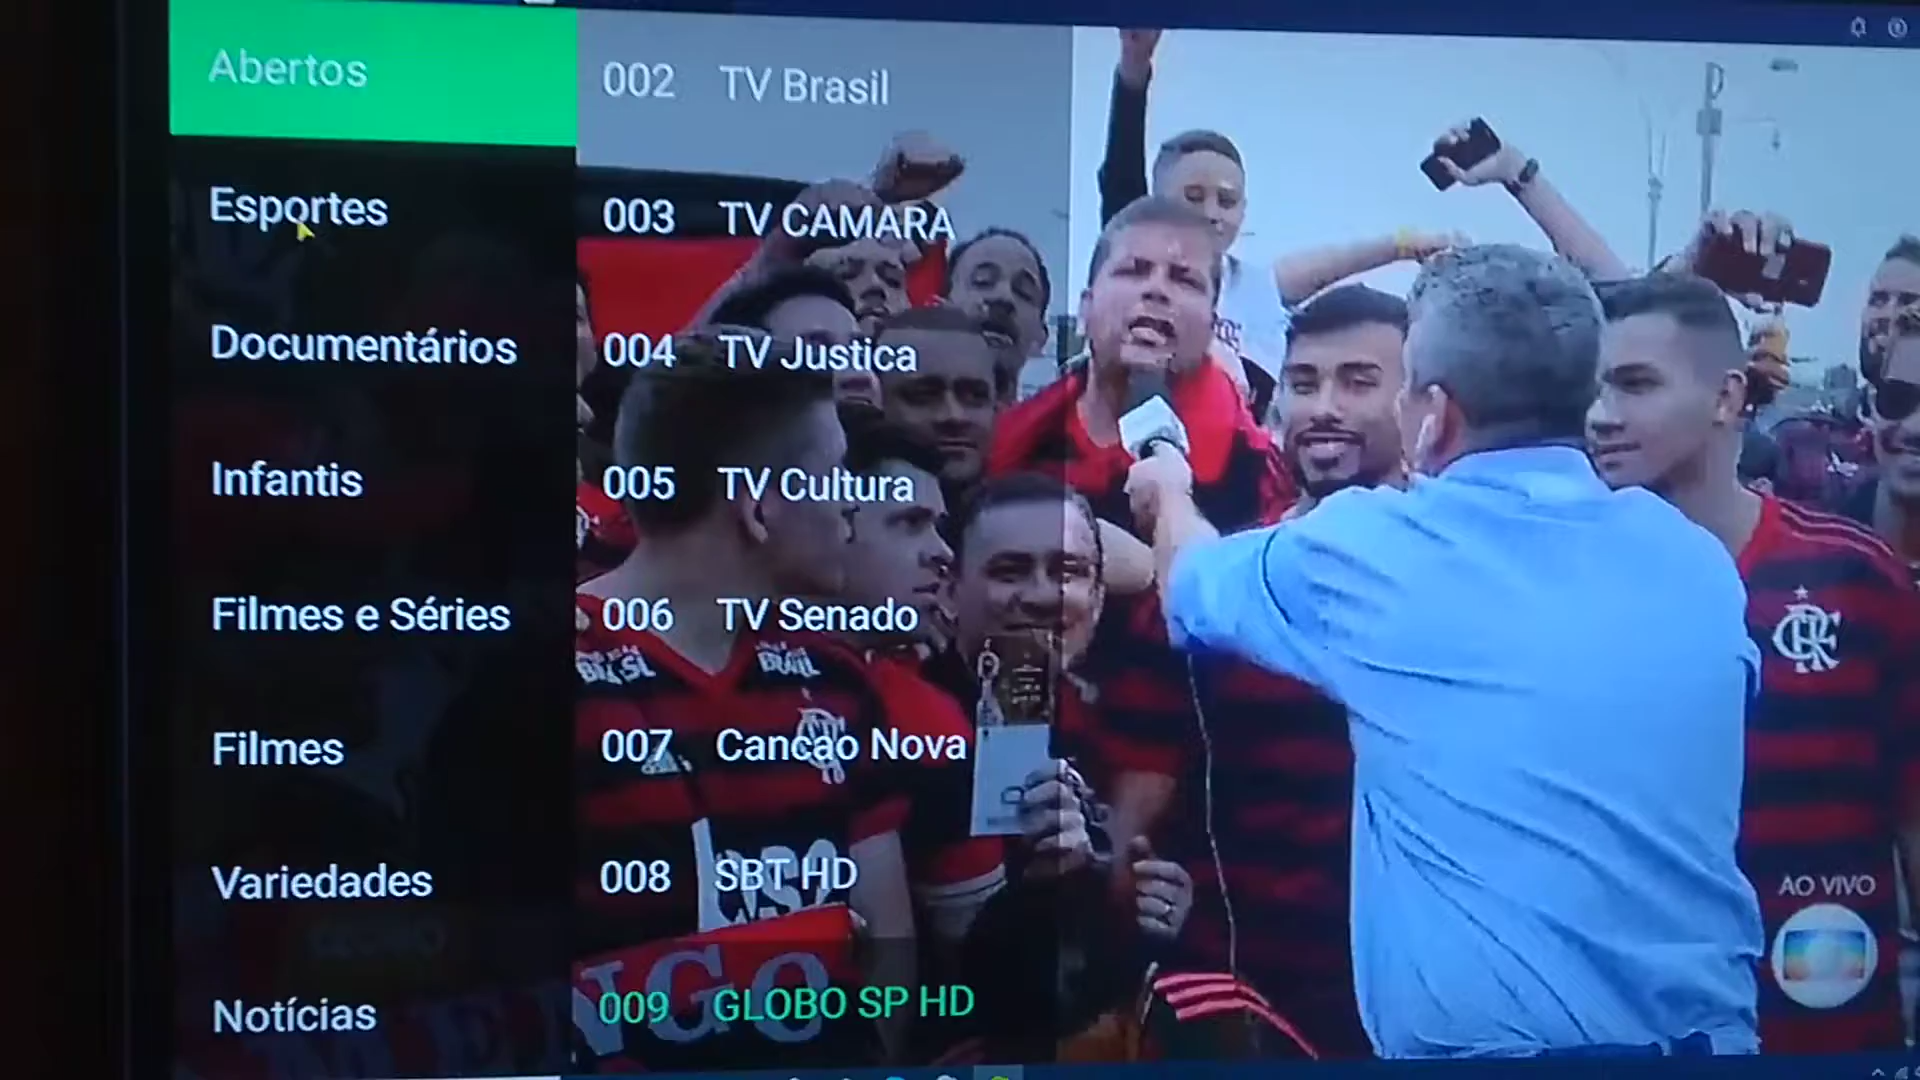 Abertos
Esportes
Documentários
Infantis
Filmes e Séries
Filmes
Variedades
Notícias
002 TV Brasil
003 TV CAMARA
004 TV Justica
005 TV Cultura
006 TV Senado
007 Cancao Nova
008 SBT HD
009 GLOBO SP HD
AO VIVO
BRASIL